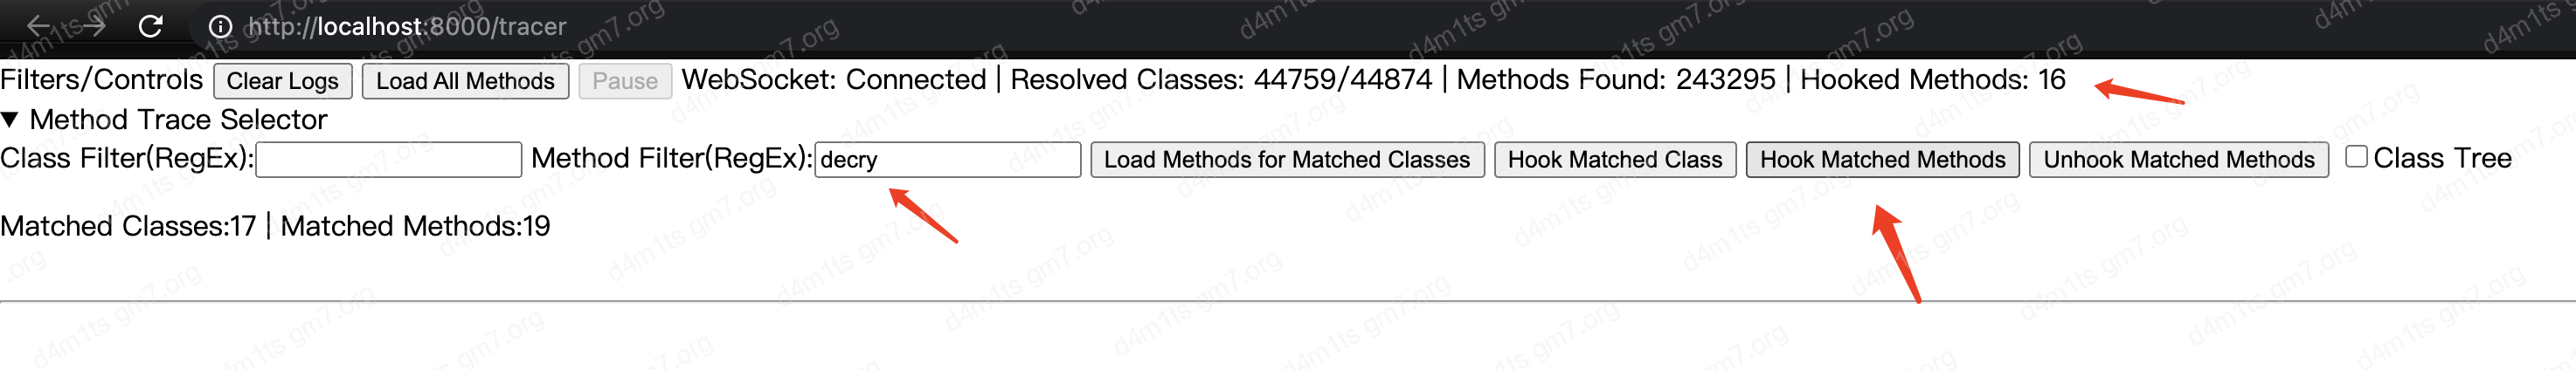 http://localhost:8000/tracer
Filters/Controls Clear Logs Load All Methods Pause WebSocket: Connected | Resolved Classes: 44759/44874 | Methods Found: 243295 | Hooked Methods: 16
▼ Method Trace Selector
Class Filter(RegEx): Method Filter(RegEx): decry Load Methods for Matched Classes Hook Matched Class Hook Matched Methods Unhook Matched Methods Class Tree
Matched Classes:17 | Matched Methods:19
d4m1ts gm7.org